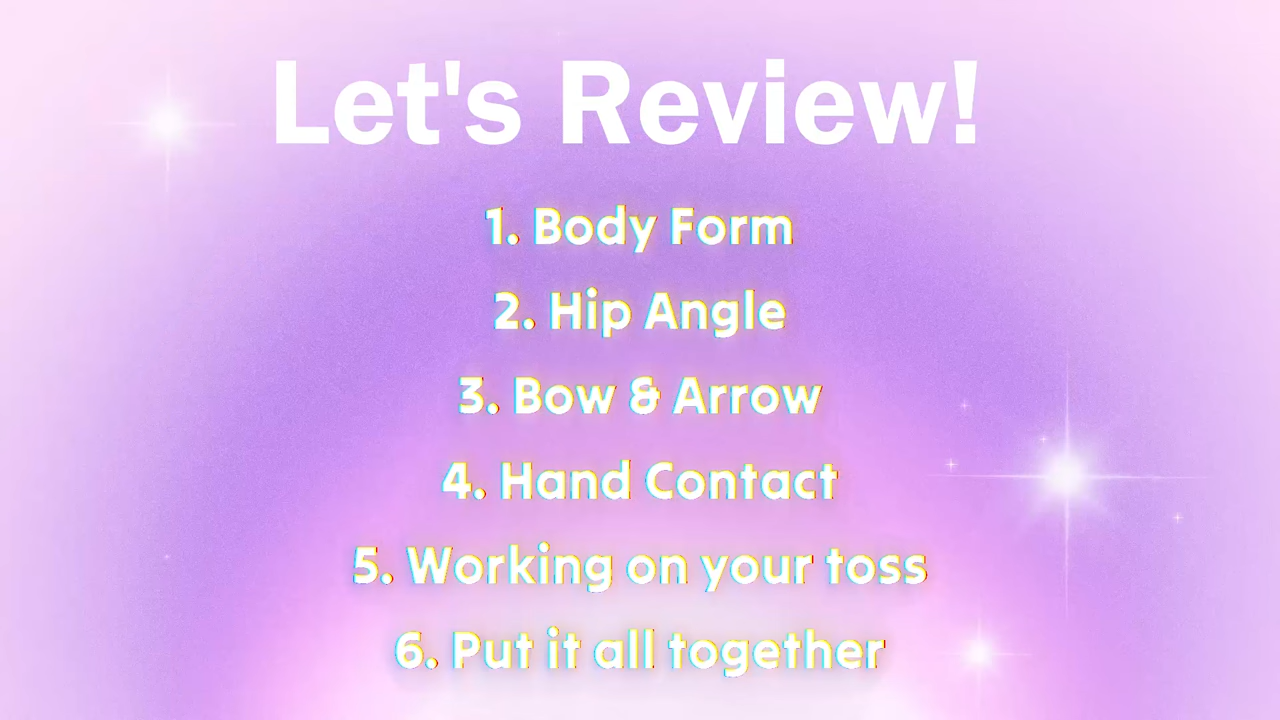 Let's Review!
1. Body Form
2. Hip Angle
3. Bow & Arrow
4. Hand Contact
5. Working on your toss
6. Put it all together